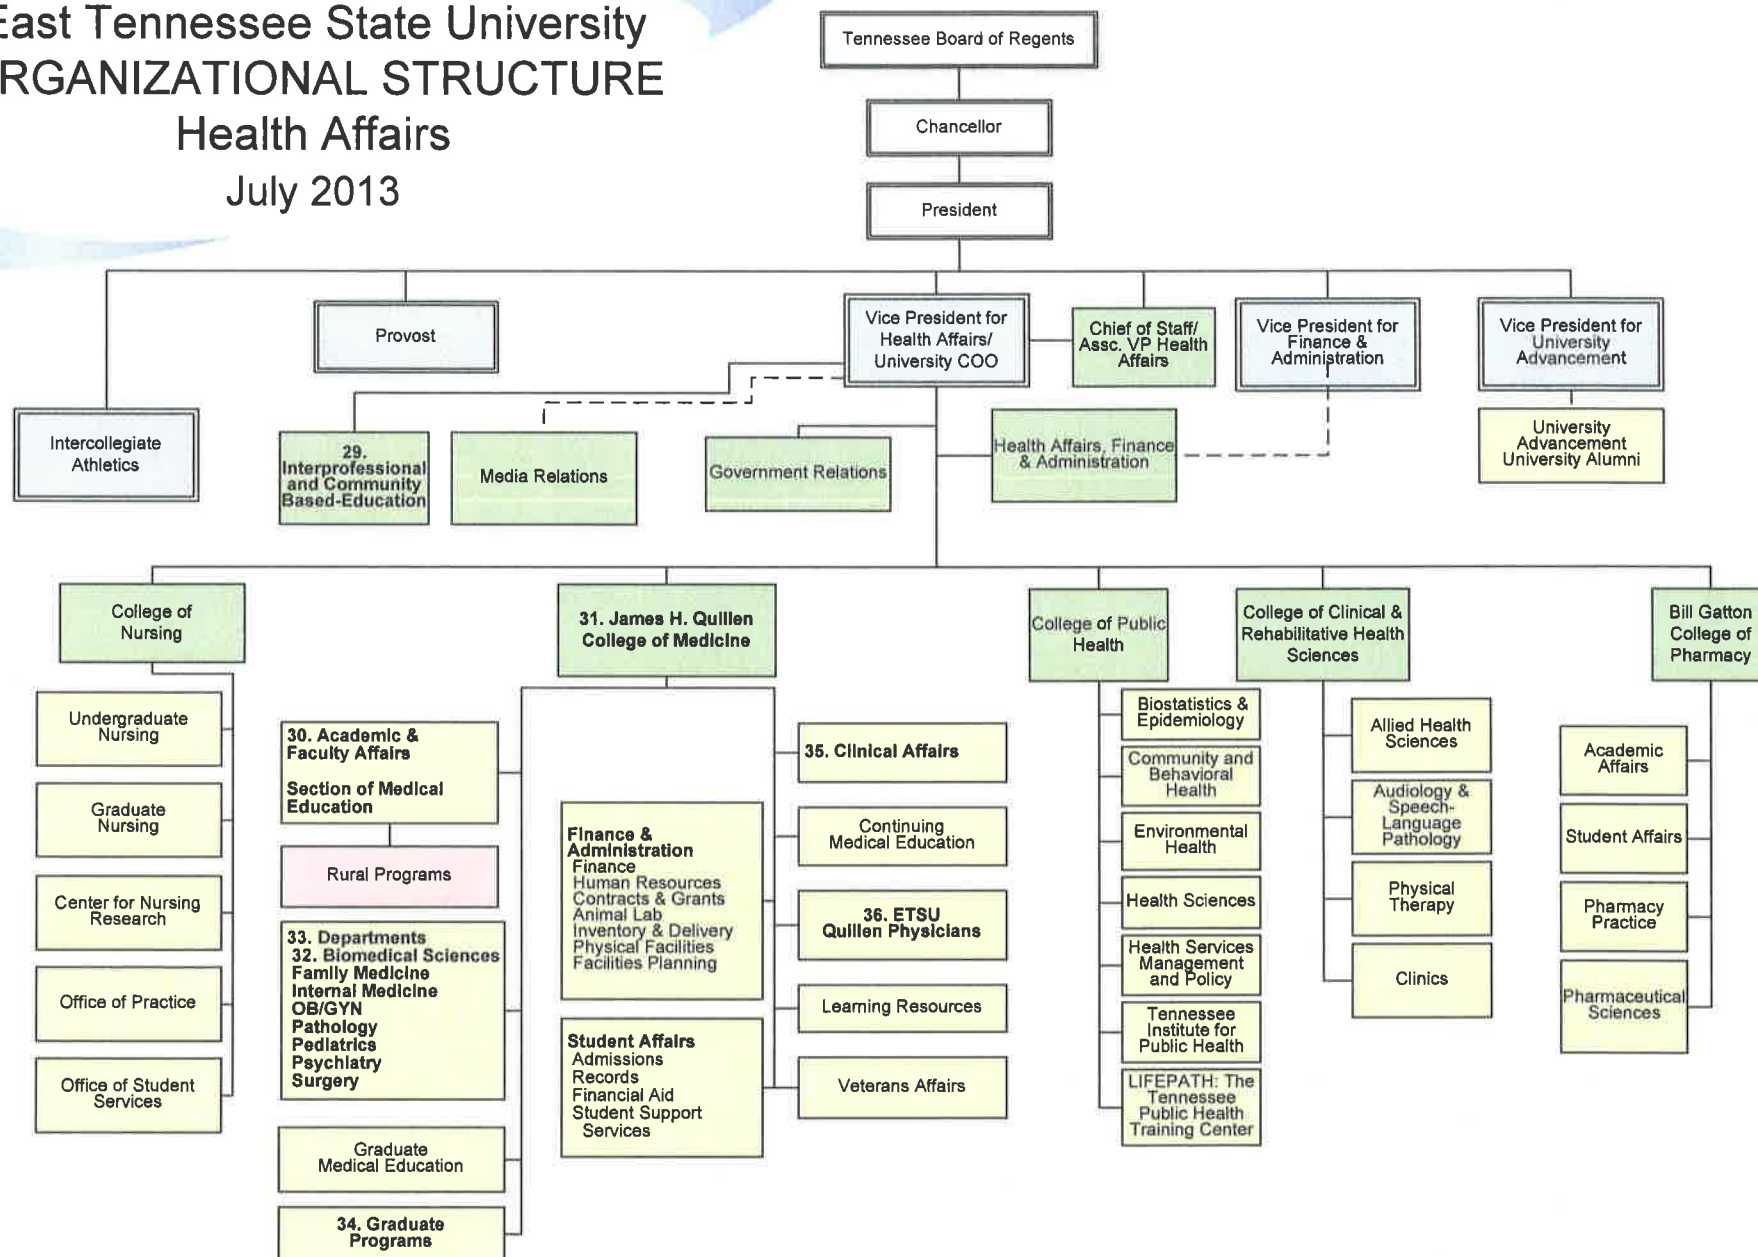 East Tennessee State University
RGANIZATIONAL STRUCTURE
Health Affairs
July 2013
Tennessee Board of Regents
Chancellor
President
Intercollegiate
Athletics
Provost
Vice President for
Health Affairs/
University COO
Chief of Staff/
Assc. VP Health
Affairs
Vice President for
Finance &
Administration
Vice President for
University
Advancement
University
Advancement
University Alumni
29.
Interprofessional
and Community
Based-Education
Media Relations
Government Relations
Health Affairs, Finance
& Administration
College of
Nursing
Undergraduate
Nursing
Graduate
Nursing
Center for Nursing
Research
Office of Practice
Office of Student
Services
31. James H. Quillen
College of Medicine
30. Academic &
Faculty Affairs
Section of Medical
Education
Rural Programs
33. Departments
32. Biomedical Sciences
Family Medicine
Internal Medicine
OB/GYN
Pathology
Pediatrics
Psychiatry
Surgery
Graduate
Medical Education
34. Graduate
Programs
Finance &
Administration
Finance
Human Resources
Contracts & Grants
Animal Lab
Inventory & Delivery
Physical Facilities
Facilities Planning
Student Affairs
Admissions
Records
Financial Aid
Student Support
Services
35. Clinical Affairs
Continuing
Medical Education
36. ETSU
Quillen Physicians
Learning Resources
Veterans Affairs
College of Public
Health
Biostatistics &
Epidemiology
Community and
Behavioral
Health
Environmental
Health
Health Sciences
Health Services
Management
and Policy
Tennessee
Institute for
Public Health
LIFEPATH: The
Tennessee
Public Health
Training Center
College of Clinical &
Rehabilitative Health
Sciences
Allied Health
Sciences
Audiology &
Speech-
Language
Pathology
Physical
Therapy
Clinics
Bill Gatton
College of
Pharmacy
Academic
Affairs
Student Affairs
Pharmacy
Practice
Pharmaceutical
Sciences